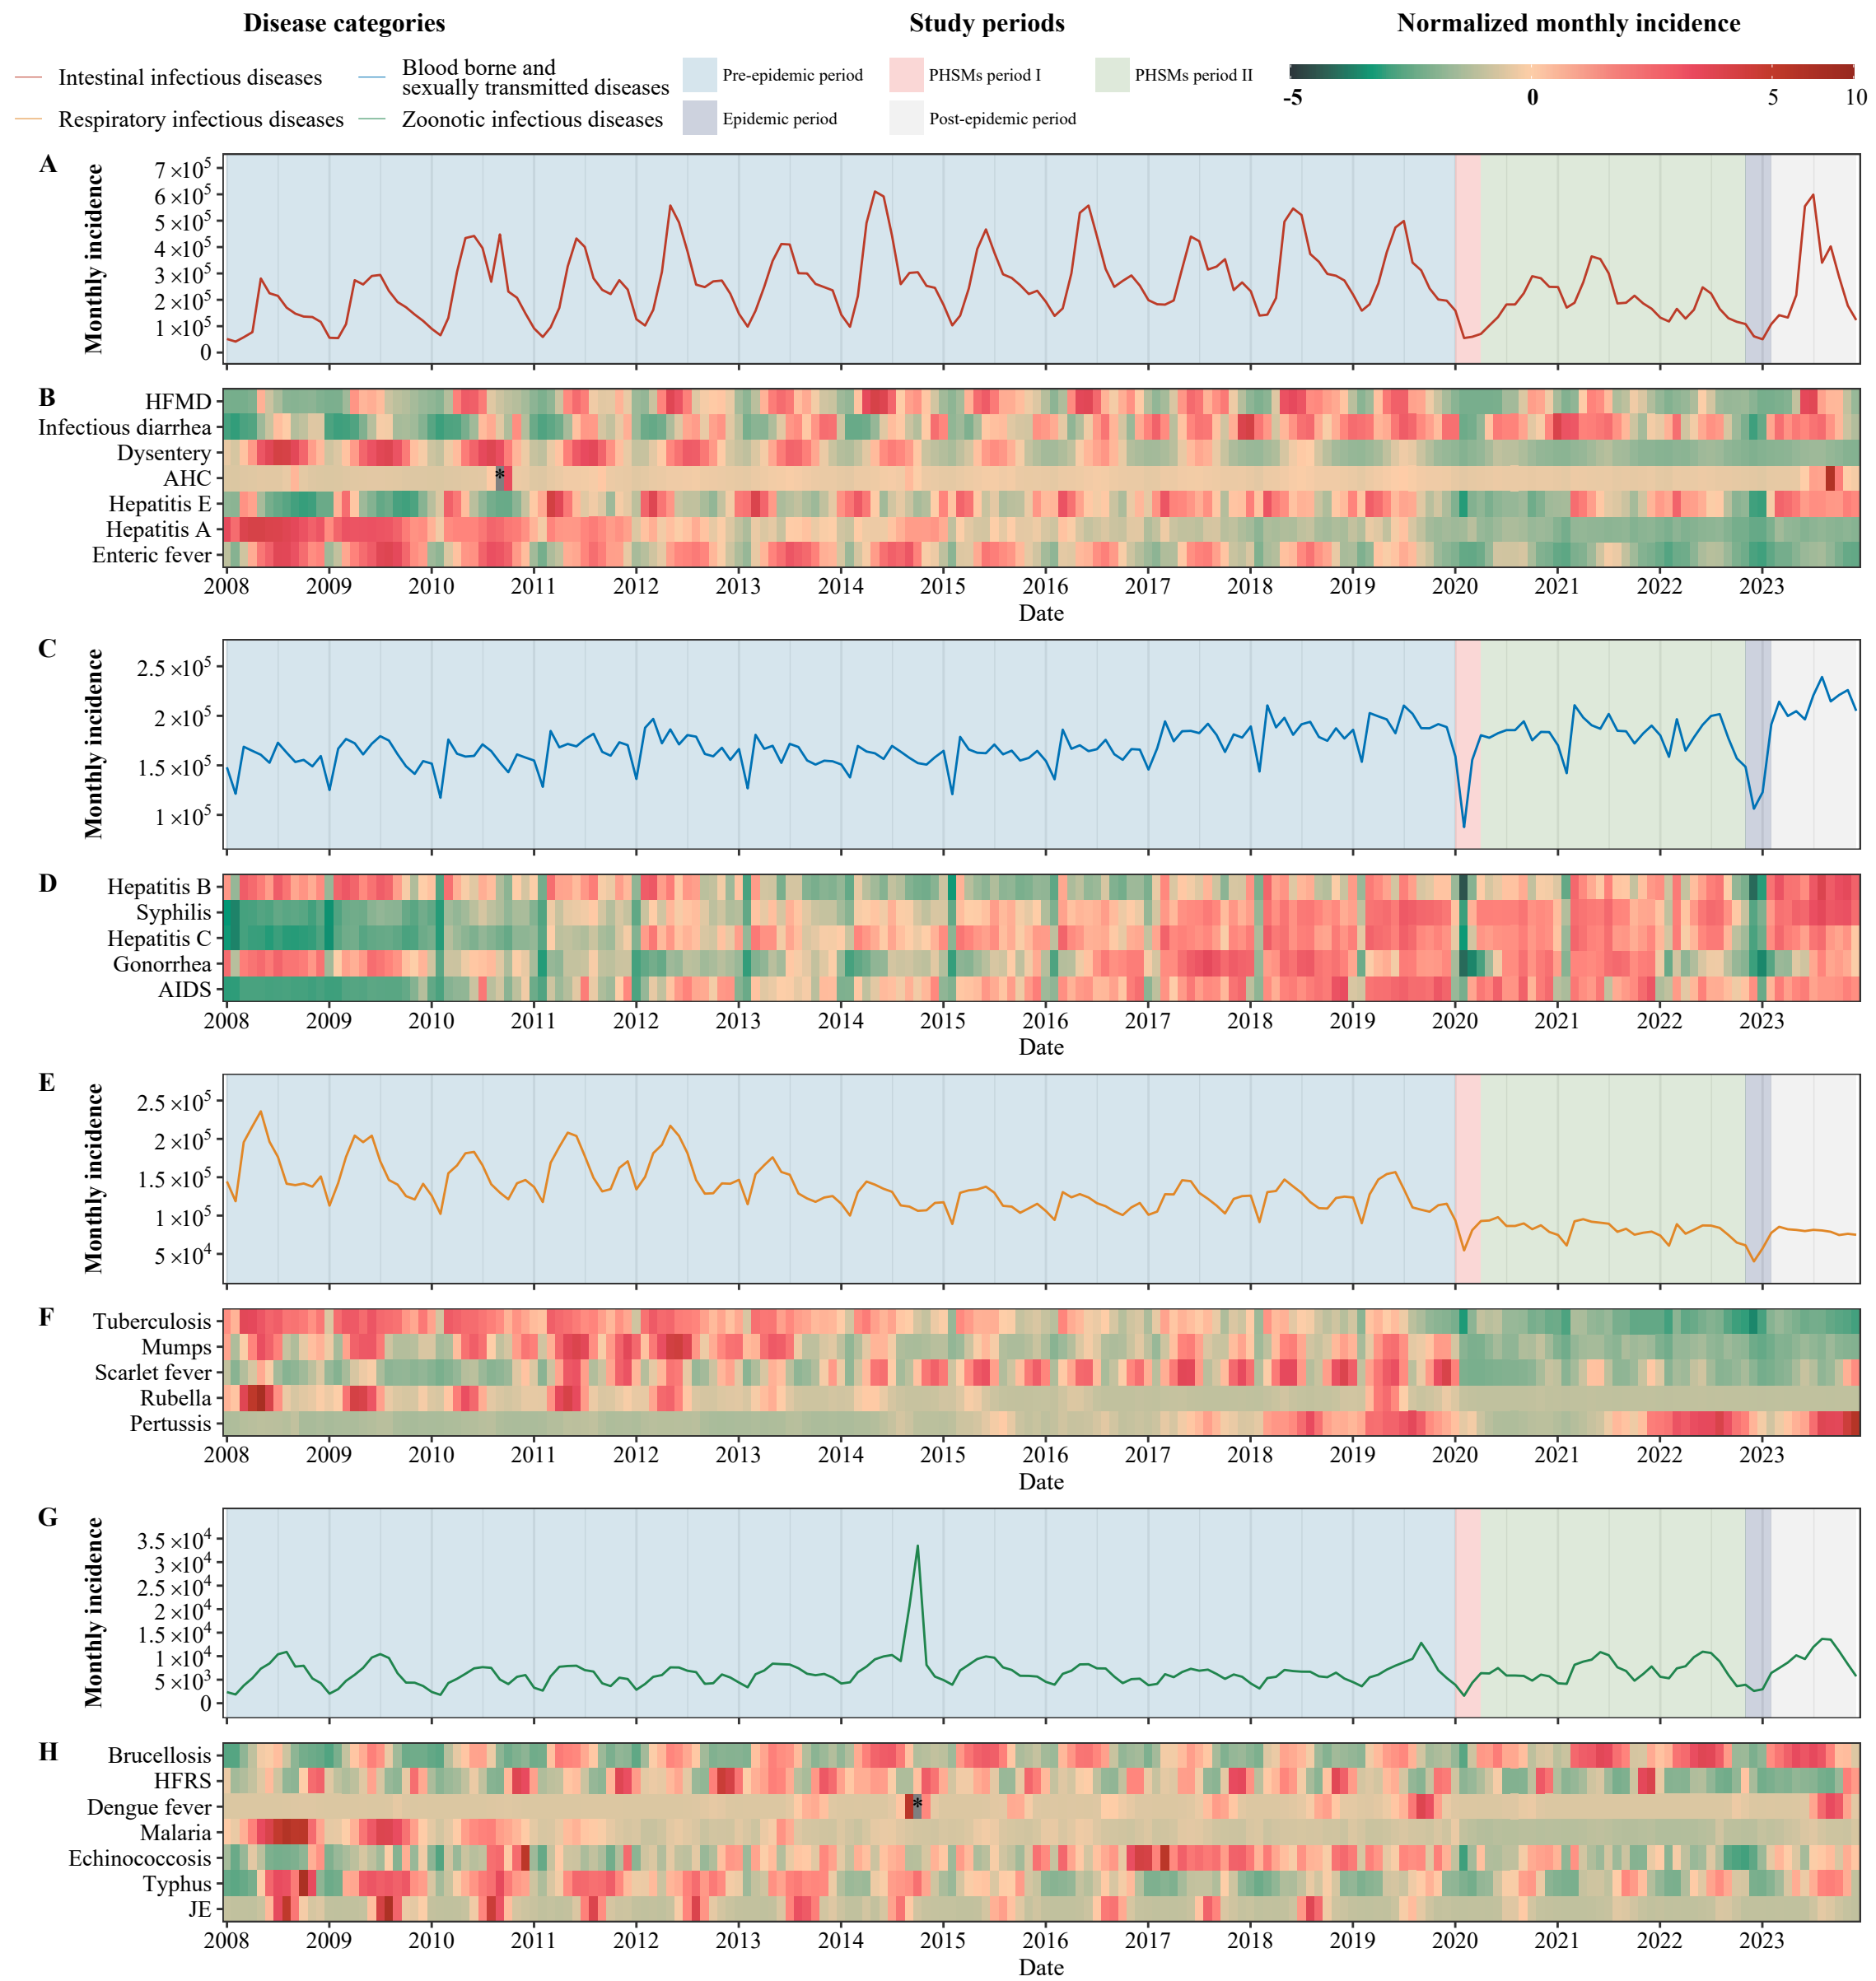 Disease categories
Study periods
Normalized monthly incidence
Intestinal infectious diseases
Blood borne and
sexually transmitted diseases
Respiratory infectious diseases
Zoonotic infectious diseases
Pre-epidemic period
PHSMs period I
PHSMs period II
Epidemic period
Post-epidemic period
-5 0 5 10
A
Monthly incidence
7 ×10⁵
6 ×10⁵
5 ×10⁵
4 ×10⁵
3 ×10⁵
2 ×10⁵
1 ×10⁵
0
B
HFMD
Infectious diarrhea
Dysentery
AHC
*
Hepatitis E
Hepatitis A
Enteric fever
2008 2009 2010 2011 2012 2013 2014 2015 2016 2017 2018 2019 2020 2021 2022 2023
Date
C
Monthly incidence
2.5 ×10⁵
2 ×10⁵
1.5 ×10⁵
1 ×10⁵
D
Hepatitis B
Syphilis
Hepatitis C
Gonorrhea
AIDS
2008 2009 2010 2011 2012 2013 2014 2015 2016 2017 2018 2019 2020 2021 2022 2023
Date
E
Monthly incidence
2.5 ×10⁵
2 ×10⁵
1.5 ×10⁵
1 ×10⁵
5 ×10⁴
F
Tuberculosis
Mumps
Scarlet fever
Rubella
Pertussis
2008 2009 2010 2011 2012 2013 2014 2015 2016 2017 2018 2019 2020 2021 2022 2023
Date
G
Monthly incidence
3.5 ×10⁴
3 ×10⁴
2.5 ×10⁴
2 ×10⁴
1.5 ×10⁴
1 ×10⁴
5 ×10³
0
H
Brucellosis
HFRS
Dengue fever
*
Malaria
Echinococcosis
Typhus
JE
2008 2009 2010 2011 2012 2013 2014 2015 2016 2017 2018 2019 2020 2021 2022 2023
Date